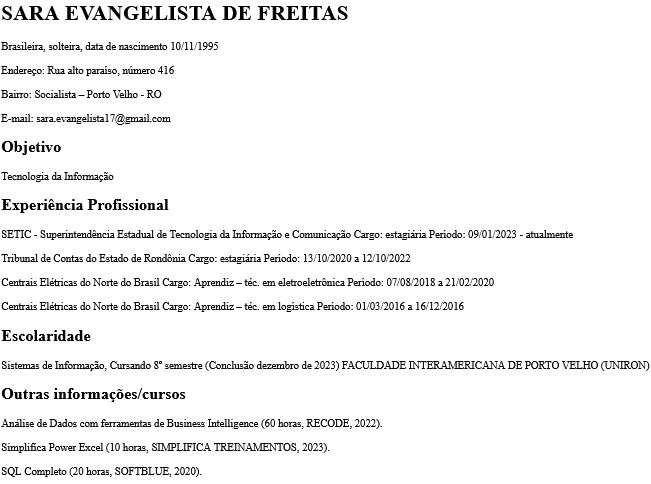 SARA EVANGELISTA DE FREITAS
Brasileira, solteira, data de nascimento 10/11/1995
Endereço: Rua alto paraíso, número 416
Bairro: Socialista – Porto Velho - RO
E-mail: sara.evangelista17@gmail.com
Objetivo
Tecnologia da Informação
Experiência Profissional
SETIC - Superintendência Estadual de Tecnologia da Informação e Comunicação Cargo: estagiária Período: 09/01/2023 - atualmente
Tribunal de Contas do Estado de Rondônia Cargo: estagiária Período: 13/10/2020 a 12/10/2022
Centrais Elétricas do Norte do Brasil Cargo: Aprendiz – téc. em eletroeletrônica Período: 07/08/2018 a 21/02/2020
Centrais Elétricas do Norte do Brasil Cargo: Aprendiz – téc. em logística Período: 01/03/2016 a 16/12/2016
Escolaridade
Sistemas de Informação, Cursando 8º semestre (Conclusão dezembro de 2023) FACULDADE INTERAMERICANA DE PORTO VELHO (UNIRON)
Outras informações/cursos
Análise de Dados com ferramentas de Business Intelligence (60 horas, RECODE, 2022).
Simplifica Power Excel (10 horas, SIMPLIFICA TREINAMENTOS, 2023).
SQL Completo (20 horas, SOFTBLUE, 2020).